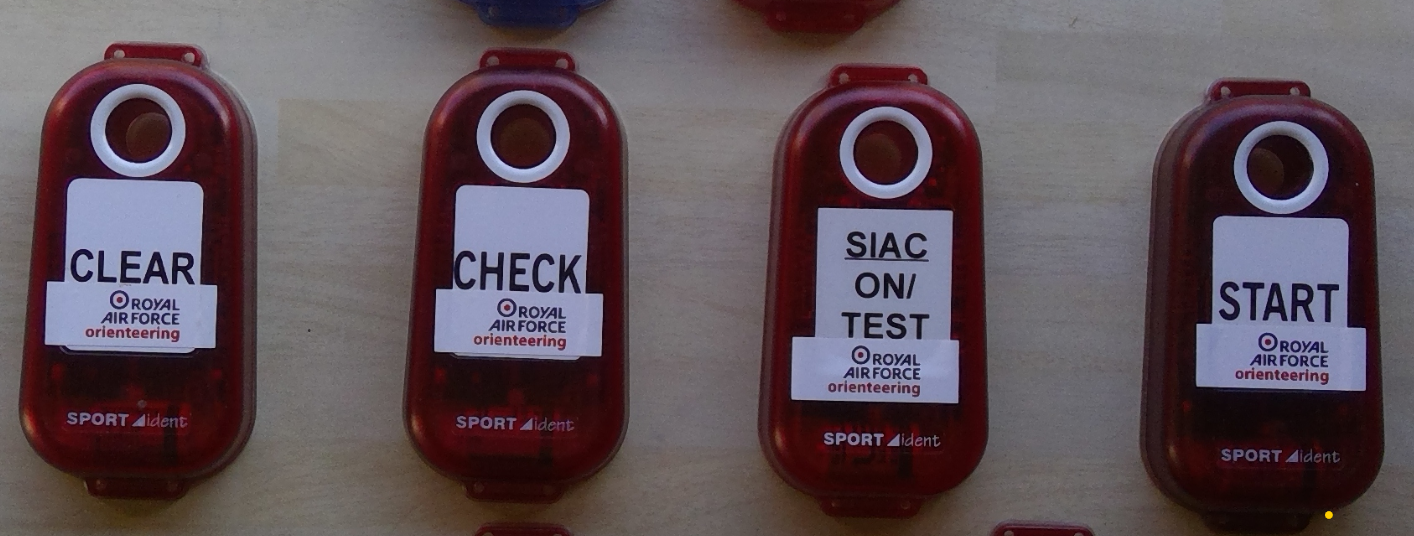 CLEAR
ROYAL
AIR FORCE
orienteering
SPORT ident
CHECK
ROYAL
AIR FORCE
orienteering
SPORT ident
SIAC
ON/
TEST
ROYAL
AIR FORCE
orienteering
SPORT ident
START
ROYAL
AIR FORCE
orienteering
SPORT ident